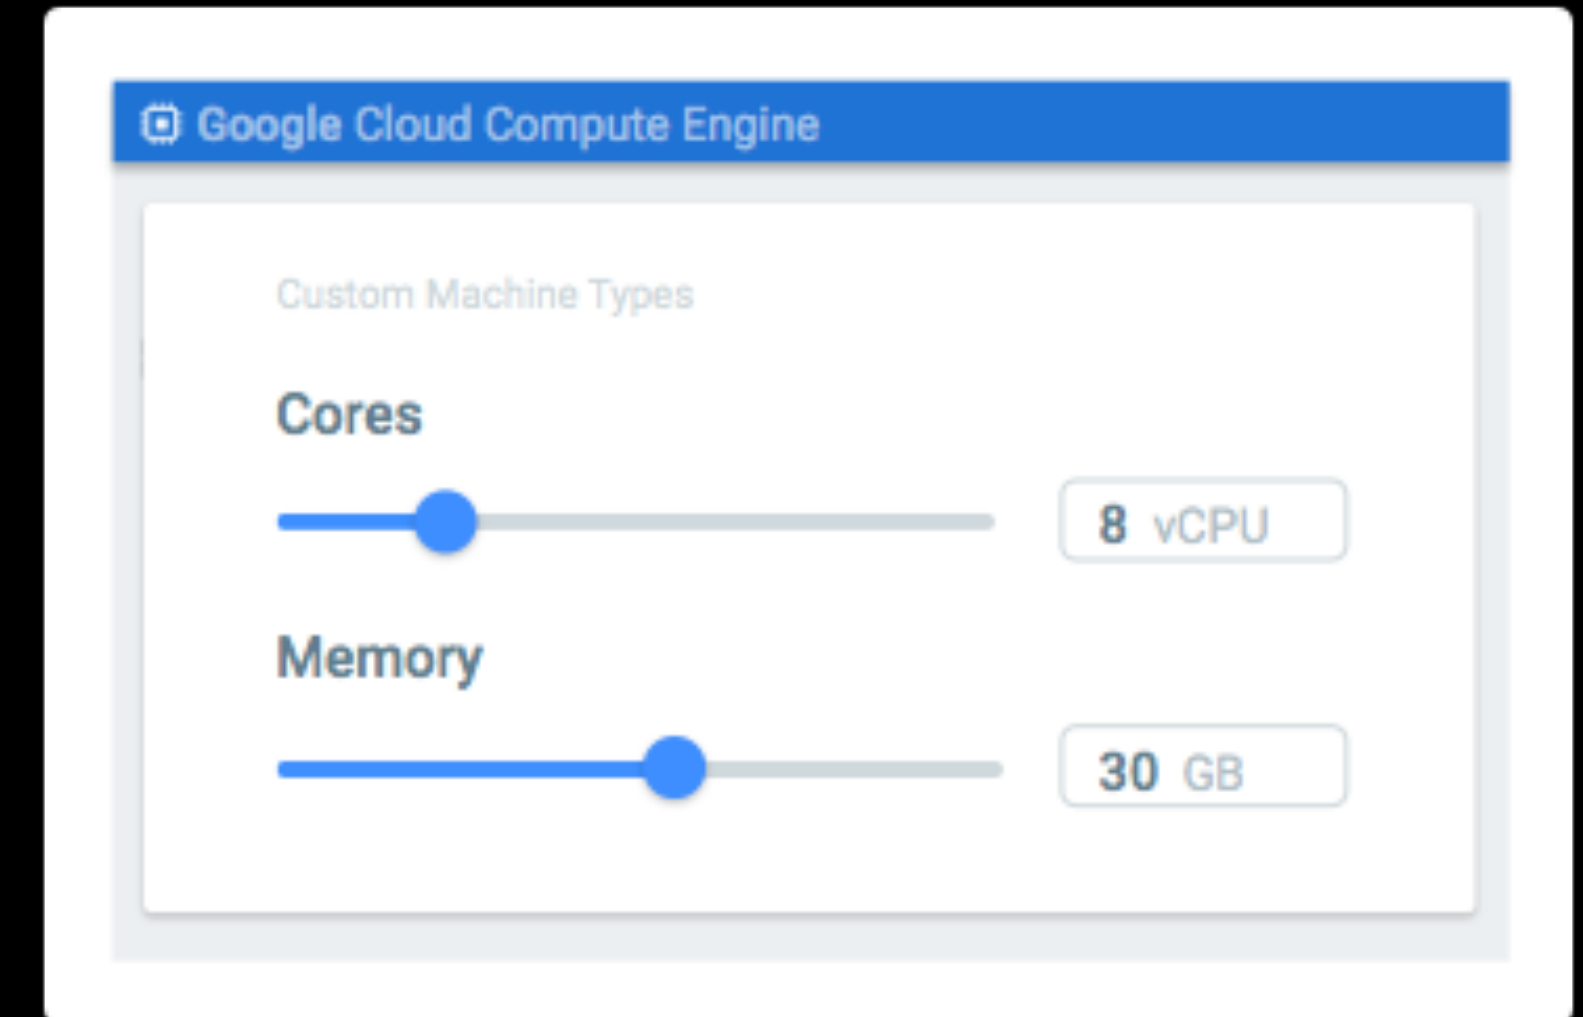 Google Cloud Compute Engine
Custom Machine Types
Cores
8 vCPU
Memory
30 GB